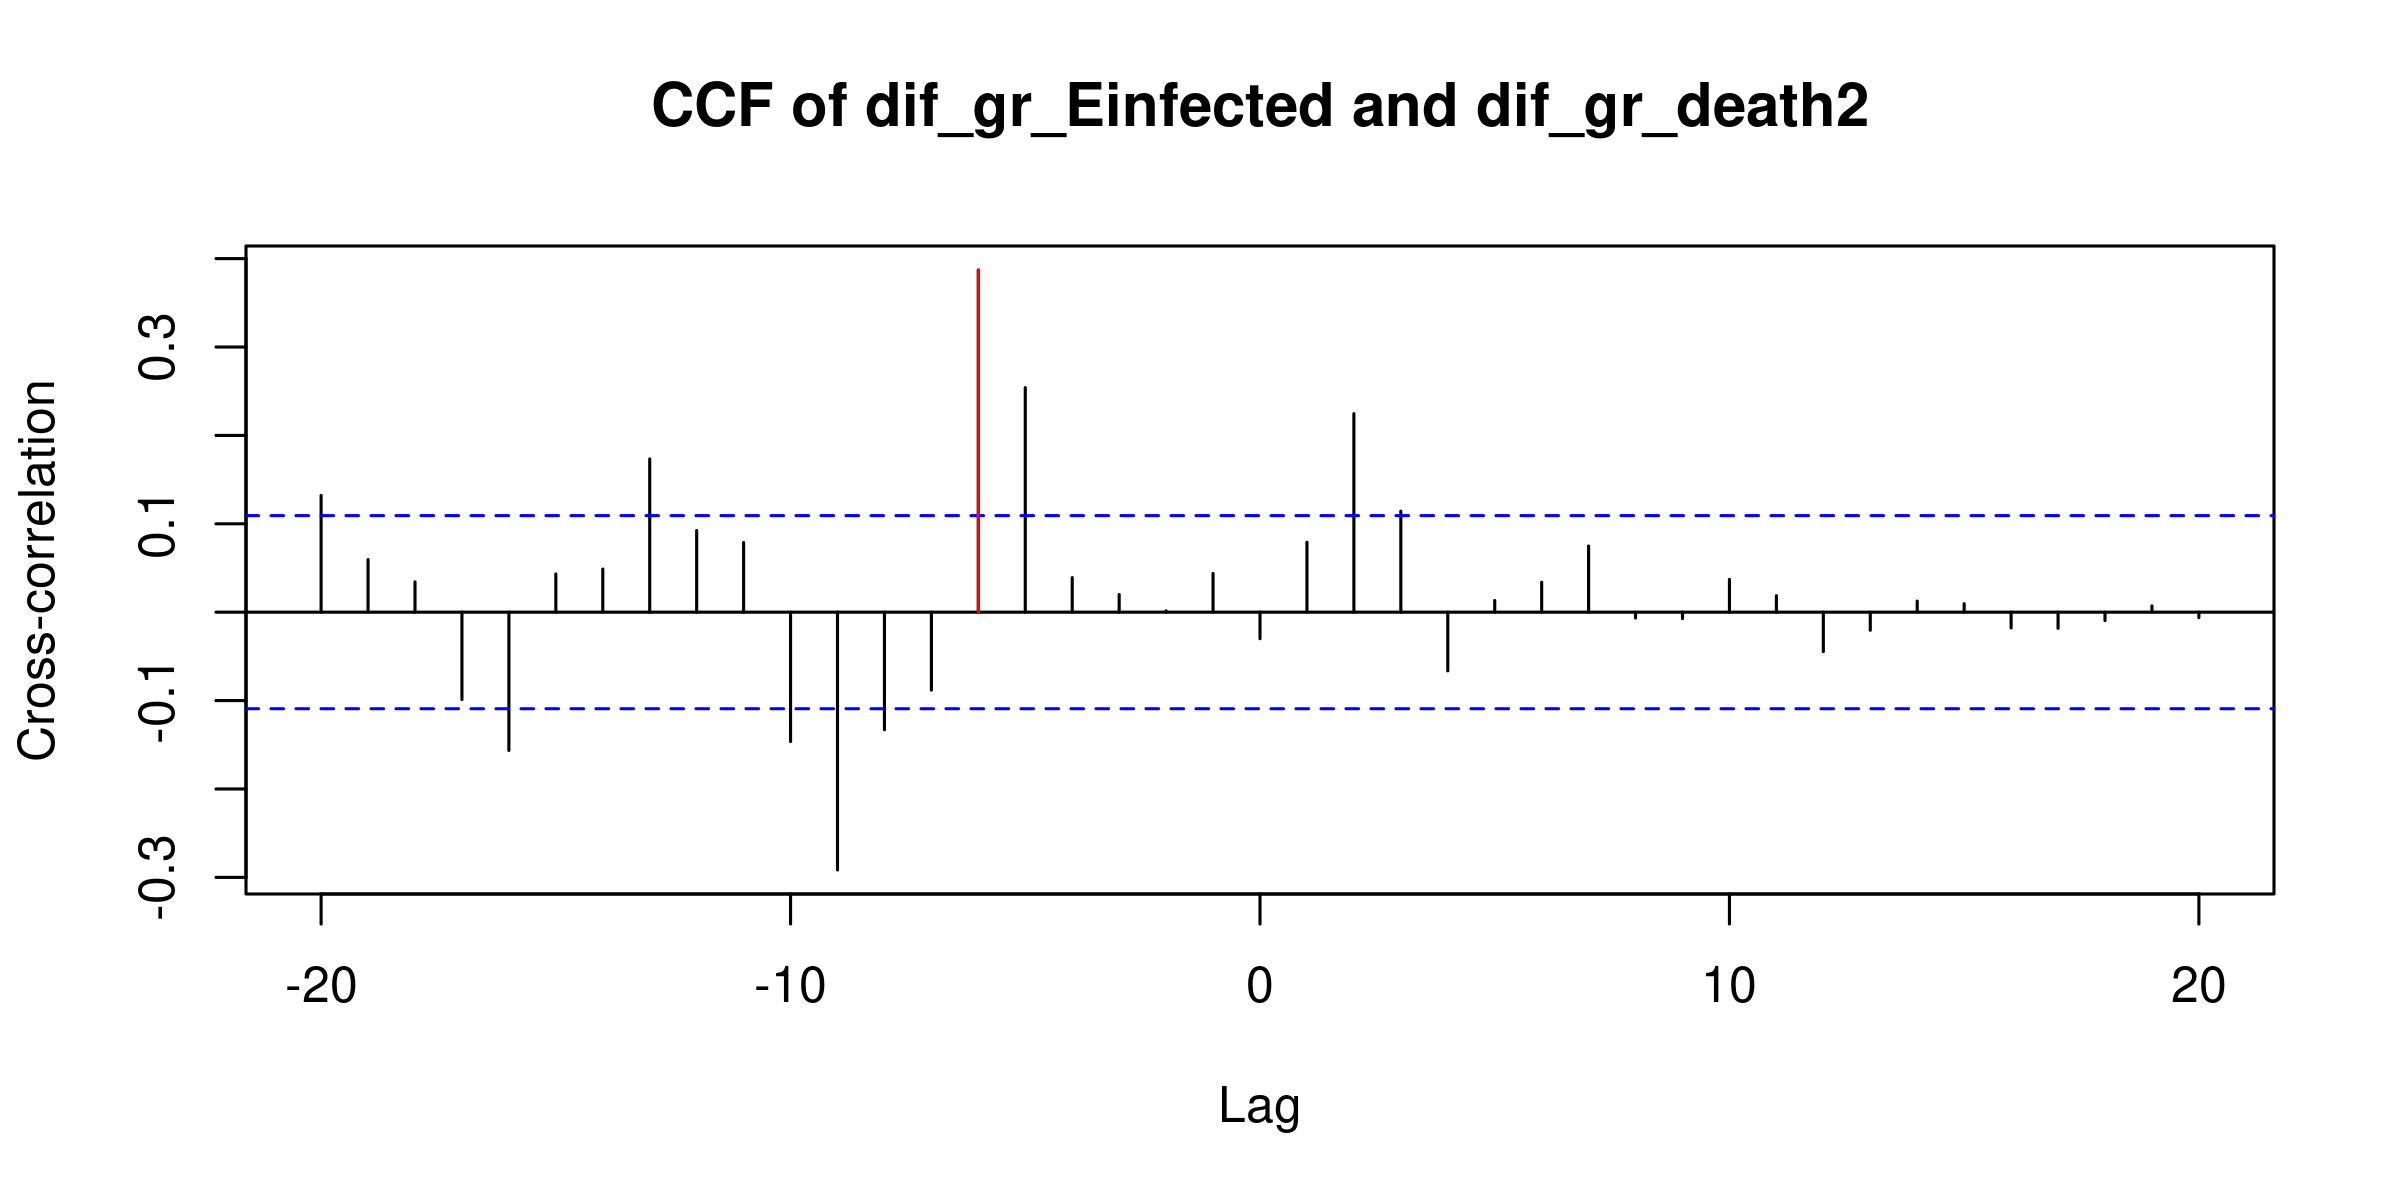 CCF of dif_gr_Einfected and dif_gr_death2
Cross-correlation
0.3
0.1
-0.1
-0.3
-20 -10 0 10 20
Lag